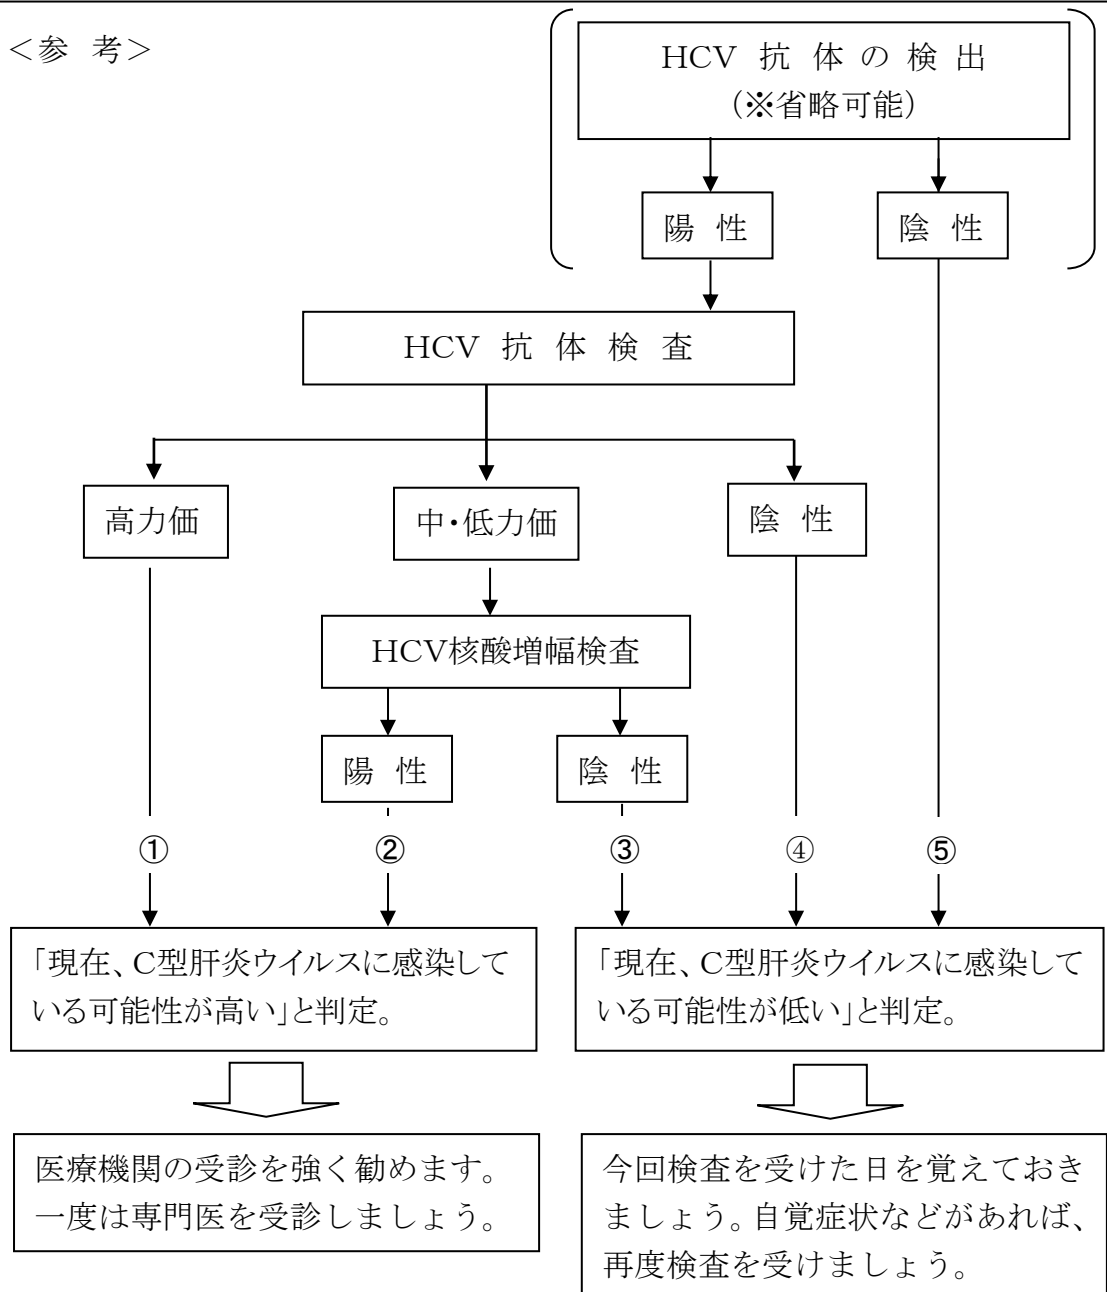 ＜参 考＞
HCV 抗 体 の 検 出
(※省略可能)
陽 性
陰 性
HCV 抗 体 検 査
高力価
中・低力価
陰 性
HCV核酸増幅検査
陽 性
陰 性
①
②
③
④
⑤
「現在、C型肝炎ウイルスに感染して
いる可能性が高い」と判定。
「現在、C型肝炎ウイルスに感染して
いる可能性が低い」と判定。
医療機関の受診を強く勧めます。
一度は専門医を受診しましょう。
今回検査を受けた日を覚えておき
ましょう。自覚症状などがあれば、
再度検査を受けましょう。